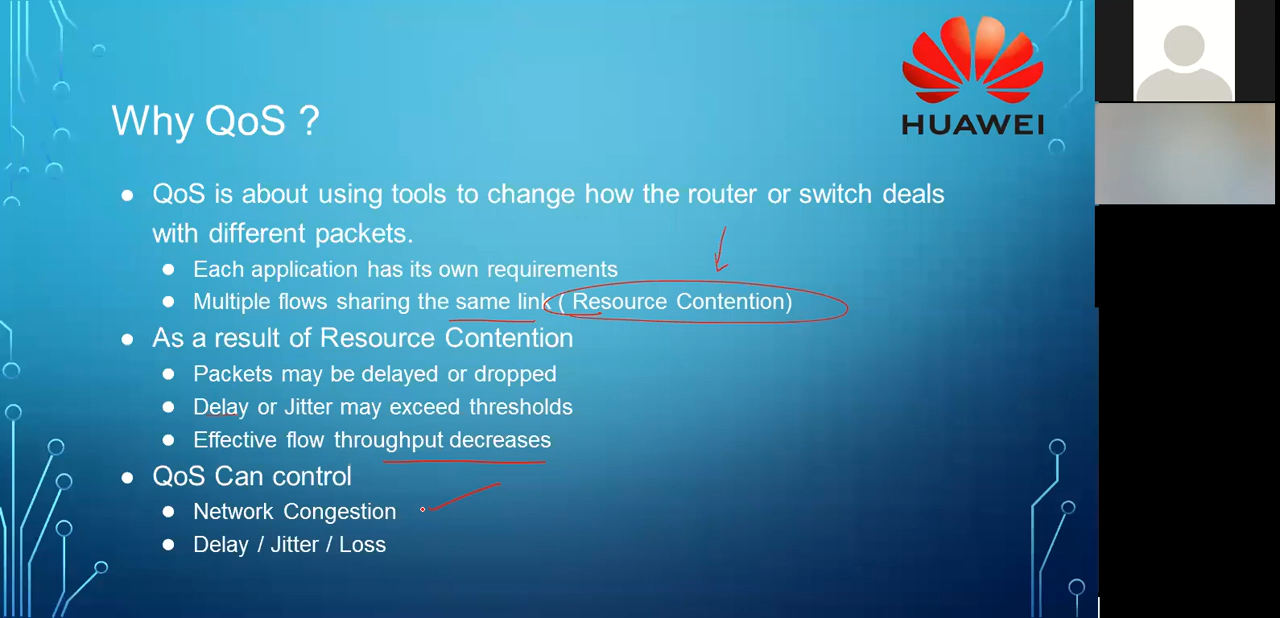 HUAWEI
Why QoS ?
QoS is about using tools to change how the router or switch deals
with different packets.
Each application has its own requirements
Multiple flows sharing the same link ( Resource Contention)
As a result of Resource Contention
Packets may be delayed or dropped
Delay or Jitter may exceed thresholds
Effective flow throughput decreases
QoS Can control
Network Congestion
Delay / Jitter / Loss